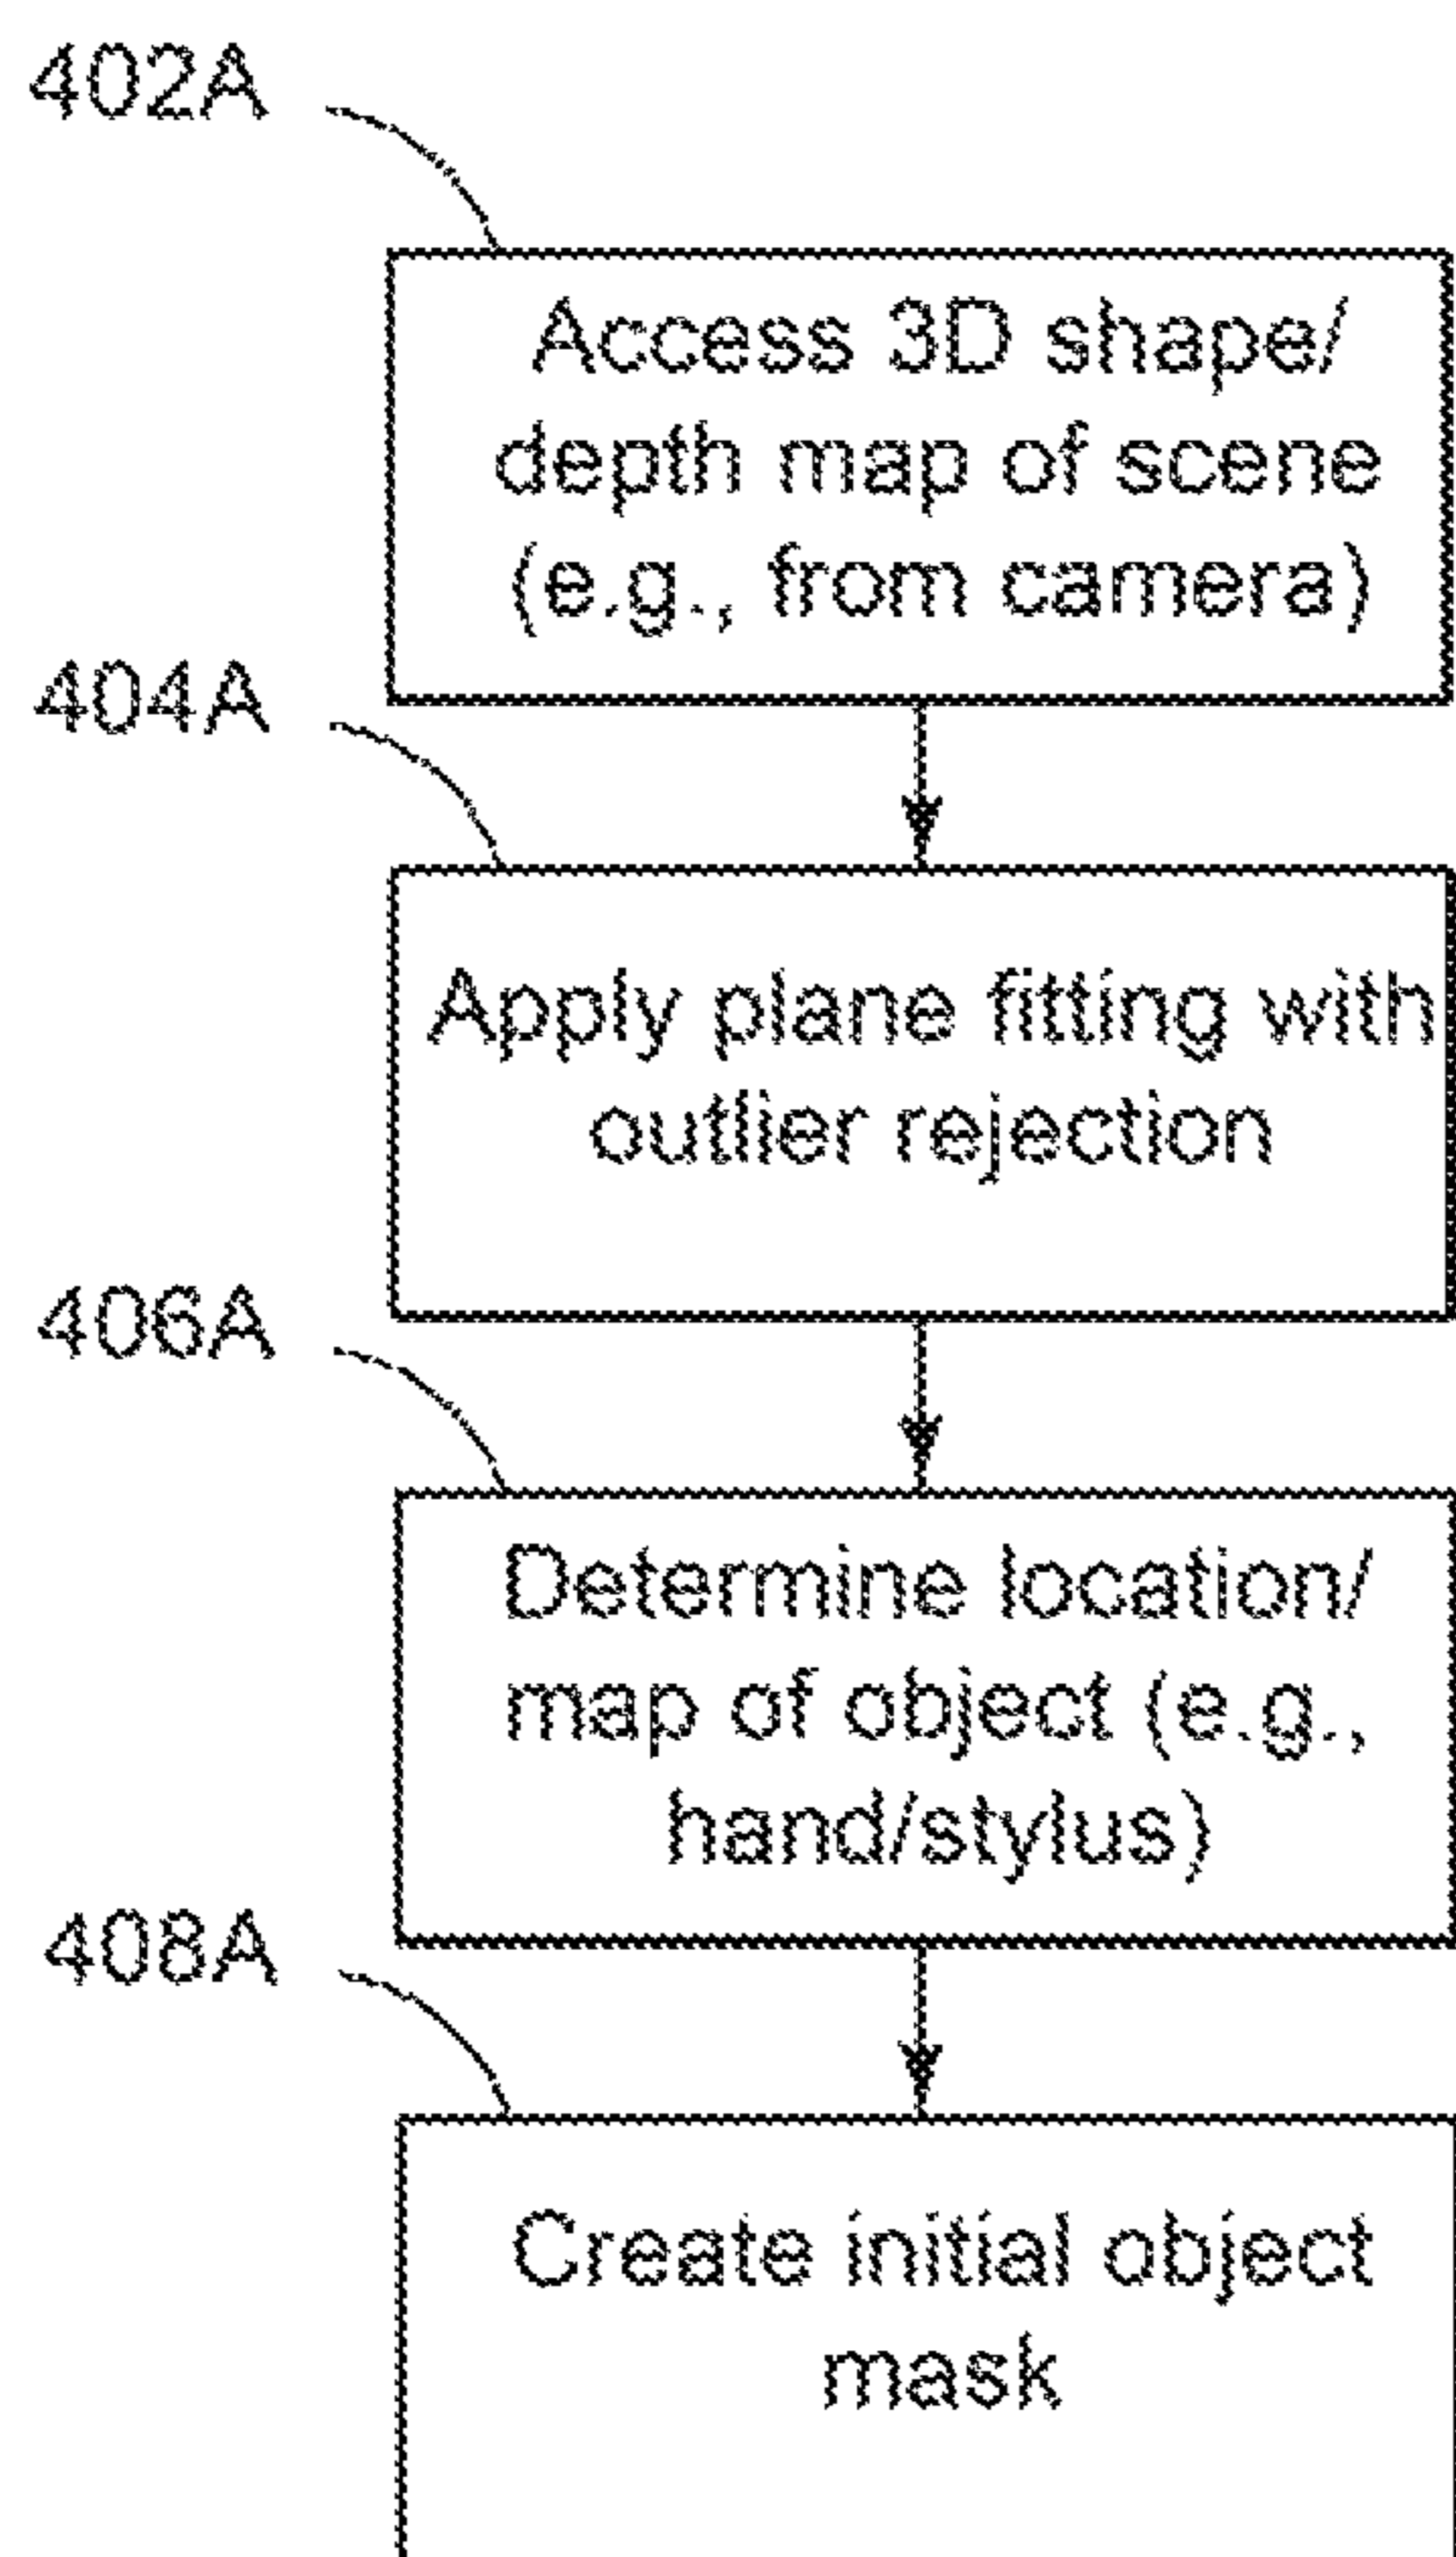 402A
Access 3D shape/
depth map of scene
(e.g., from camera)
404A
Apply plane fitting with
outlier rejection
406A
Determine location/
map of object (e.g.,
hand/stylus)
408A
Create initial object
mask